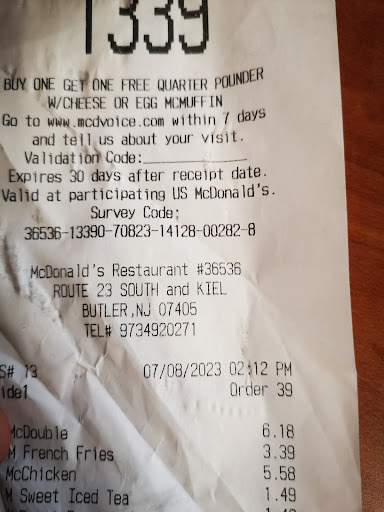 1339
BUY ONE GET ONE FREE QUARTER POUNDER
W/CHEESE OR EGG MCMUFFIN
Go to www.mcdvoice.com within 7 days
and tell us about your visit.
Validation Code:______________
Expires 30 days after receipt date.
Valid at participating US McDonald's.
Survey Code:
36536-13390-70823-14128-00282-8
McDonald's Restaurant #36536
ROUTE 23 SOUTH and KIEL
BUTLER,NJ 07405
TEL# 9734920271
S# 13 07/08/2023 02:12 PM
ide1 Order 39
McDouble 6.18
M French Fries 3.39
McChicken 5.58
M Sweet Iced Tea 1.49